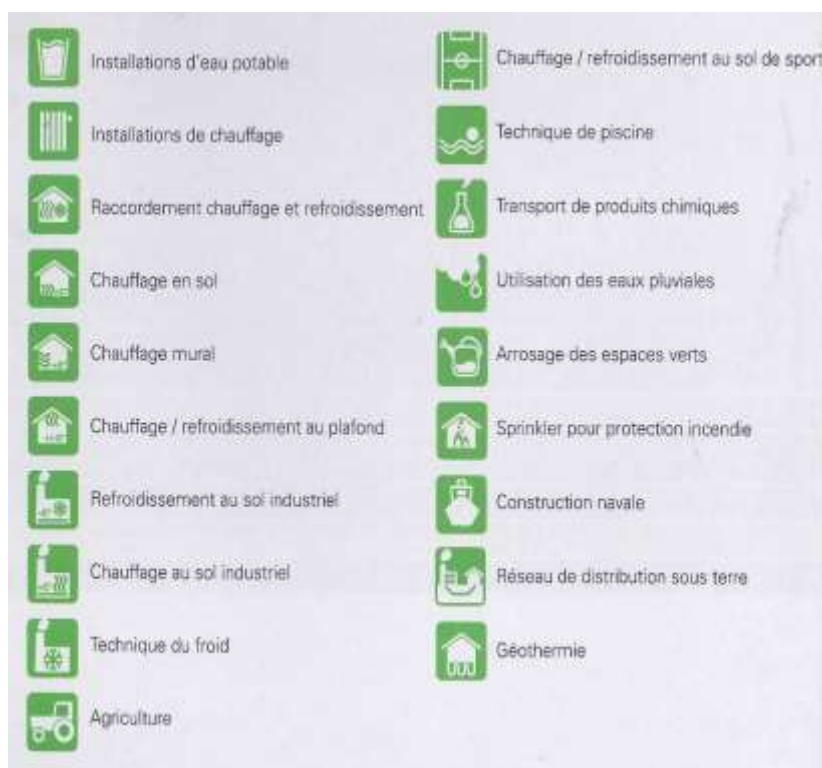 Installations d'eau potable
Installations de chauffage
Raccordement chauffage et refroidissement
Chauffage en sol
Chauffage mural
Chauffage / refroidissement au plafond
Refroidissement au sol industriel
Chauffage au sol industriel
Technique du froid
Agriculture
Chauffage / refroidissement au sol de sport
Technique de piscine
Transport de produits chimiques
Utilisation des eaux pluviales
Arrosage des espaces verts
Sprinkler pour protection incendie
Construction navale
Réseau de distribution sous terre
Géothermie